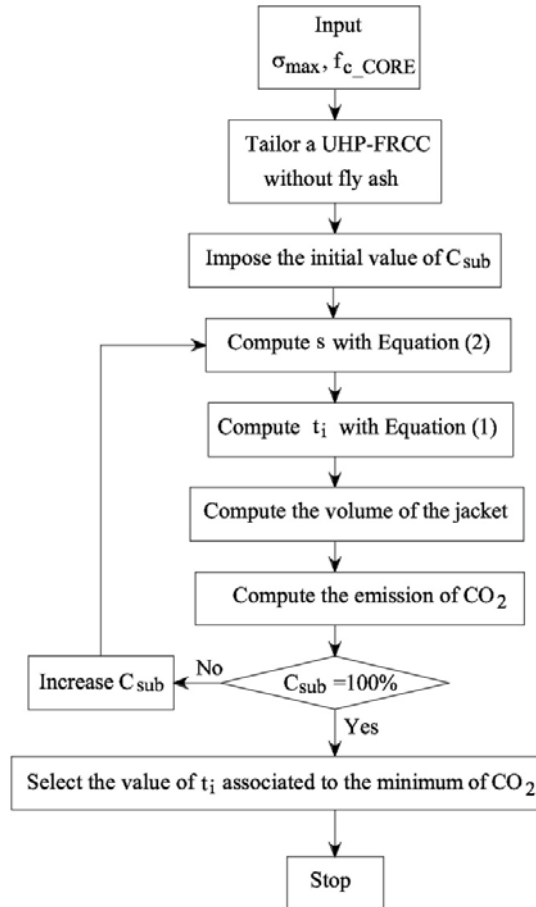 Input
σmax, fc_CORE
Tailor a UHP-FRCC
without fly ash
Impose the initial value of Csub
Compute s with Equation (2)
Compute ti with Equation (1)
Compute the volume of the jacket
Compute the emission of CO2
Increase Csub
No
Csub =100%
Yes
Select the value of ti associated to the minimum of CO2
Stop